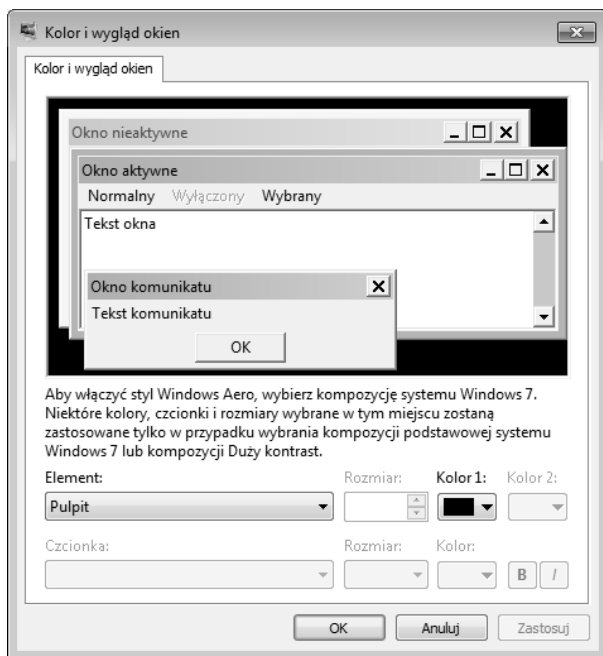 Kolor i wygląd okien
Kolor i wygląd okien
Okno nieaktywne
Okno aktywne
Normalny Wyłączony Wybrany
Tekst okna
Okno komunikatu
Tekst komunikatu
OK
Aby włączyć styl Windows Aero, wybierz kompozycję systemu Windows 7.
Niektóre kolory, czcionki i rozmiary wybrane w tym miejscu zostaną
zastosowane tylko w przypadku wybrania kompozycji podstawowej systemu
Windows 7 lub kompozycji Duży kontrast.
Element: Rozmiar: Kolor 1: Kolor 2:
Pulpit
Czcionka: Rozmiar: Kolor:
B I
OK Anuluj Zastosuj